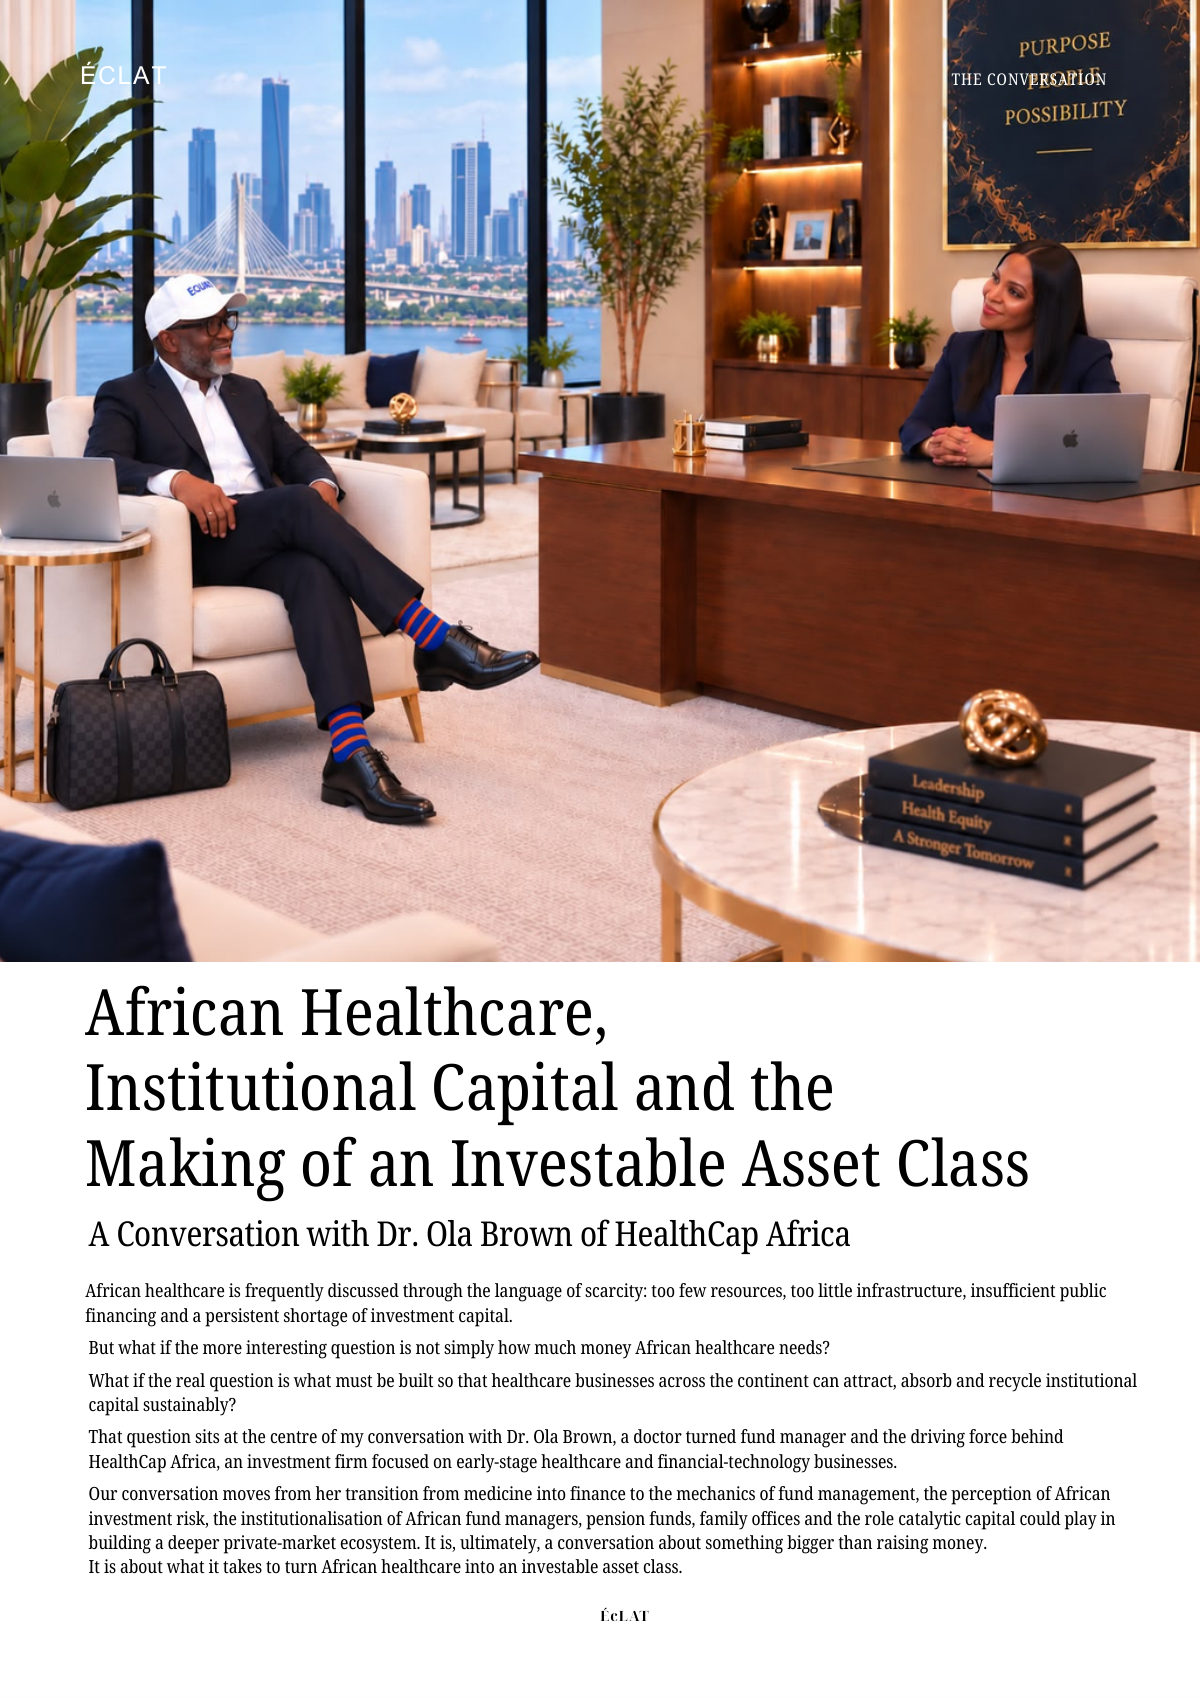 ÉCLAT
THE CONVERSATION
PURPOSE
PEOPLE
POSSIBILITY
Leadership
Health Equity
A Stronger Tomorrow
African Healthcare,
Institutional Capital and the
Making of an Investable Asset Class
A Conversation with Dr. Ola Brown of HealthCap Africa
African healthcare is frequently discussed through the language of scarcity: too few resources, too little infrastructure, insufficient public
financing and a persistent shortage of investment capital.
But what if the more interesting question is not simply how much money African healthcare needs?
What if the real question is what must be built so that healthcare businesses across the continent can attract, absorb and recycle institutional
capital sustainably?
That question sits at the centre of my conversation with Dr. Ola Brown, a doctor turned fund manager and the driving force behind
HealthCap Africa, an investment firm focused on early-stage healthcare and financial-technology businesses.
Our conversation moves from her transition from medicine into finance to the mechanics of fund management, the perception of African
investment risk, the institutionalisation of African fund managers, pension funds, family offices and the role catalytic capital could play in
building a deeper private-market ecosystem. It is, ultimately, a conversation about something bigger than raising money.
It is about what it takes to turn African healthcare into an investable asset class.
ÉcLAT